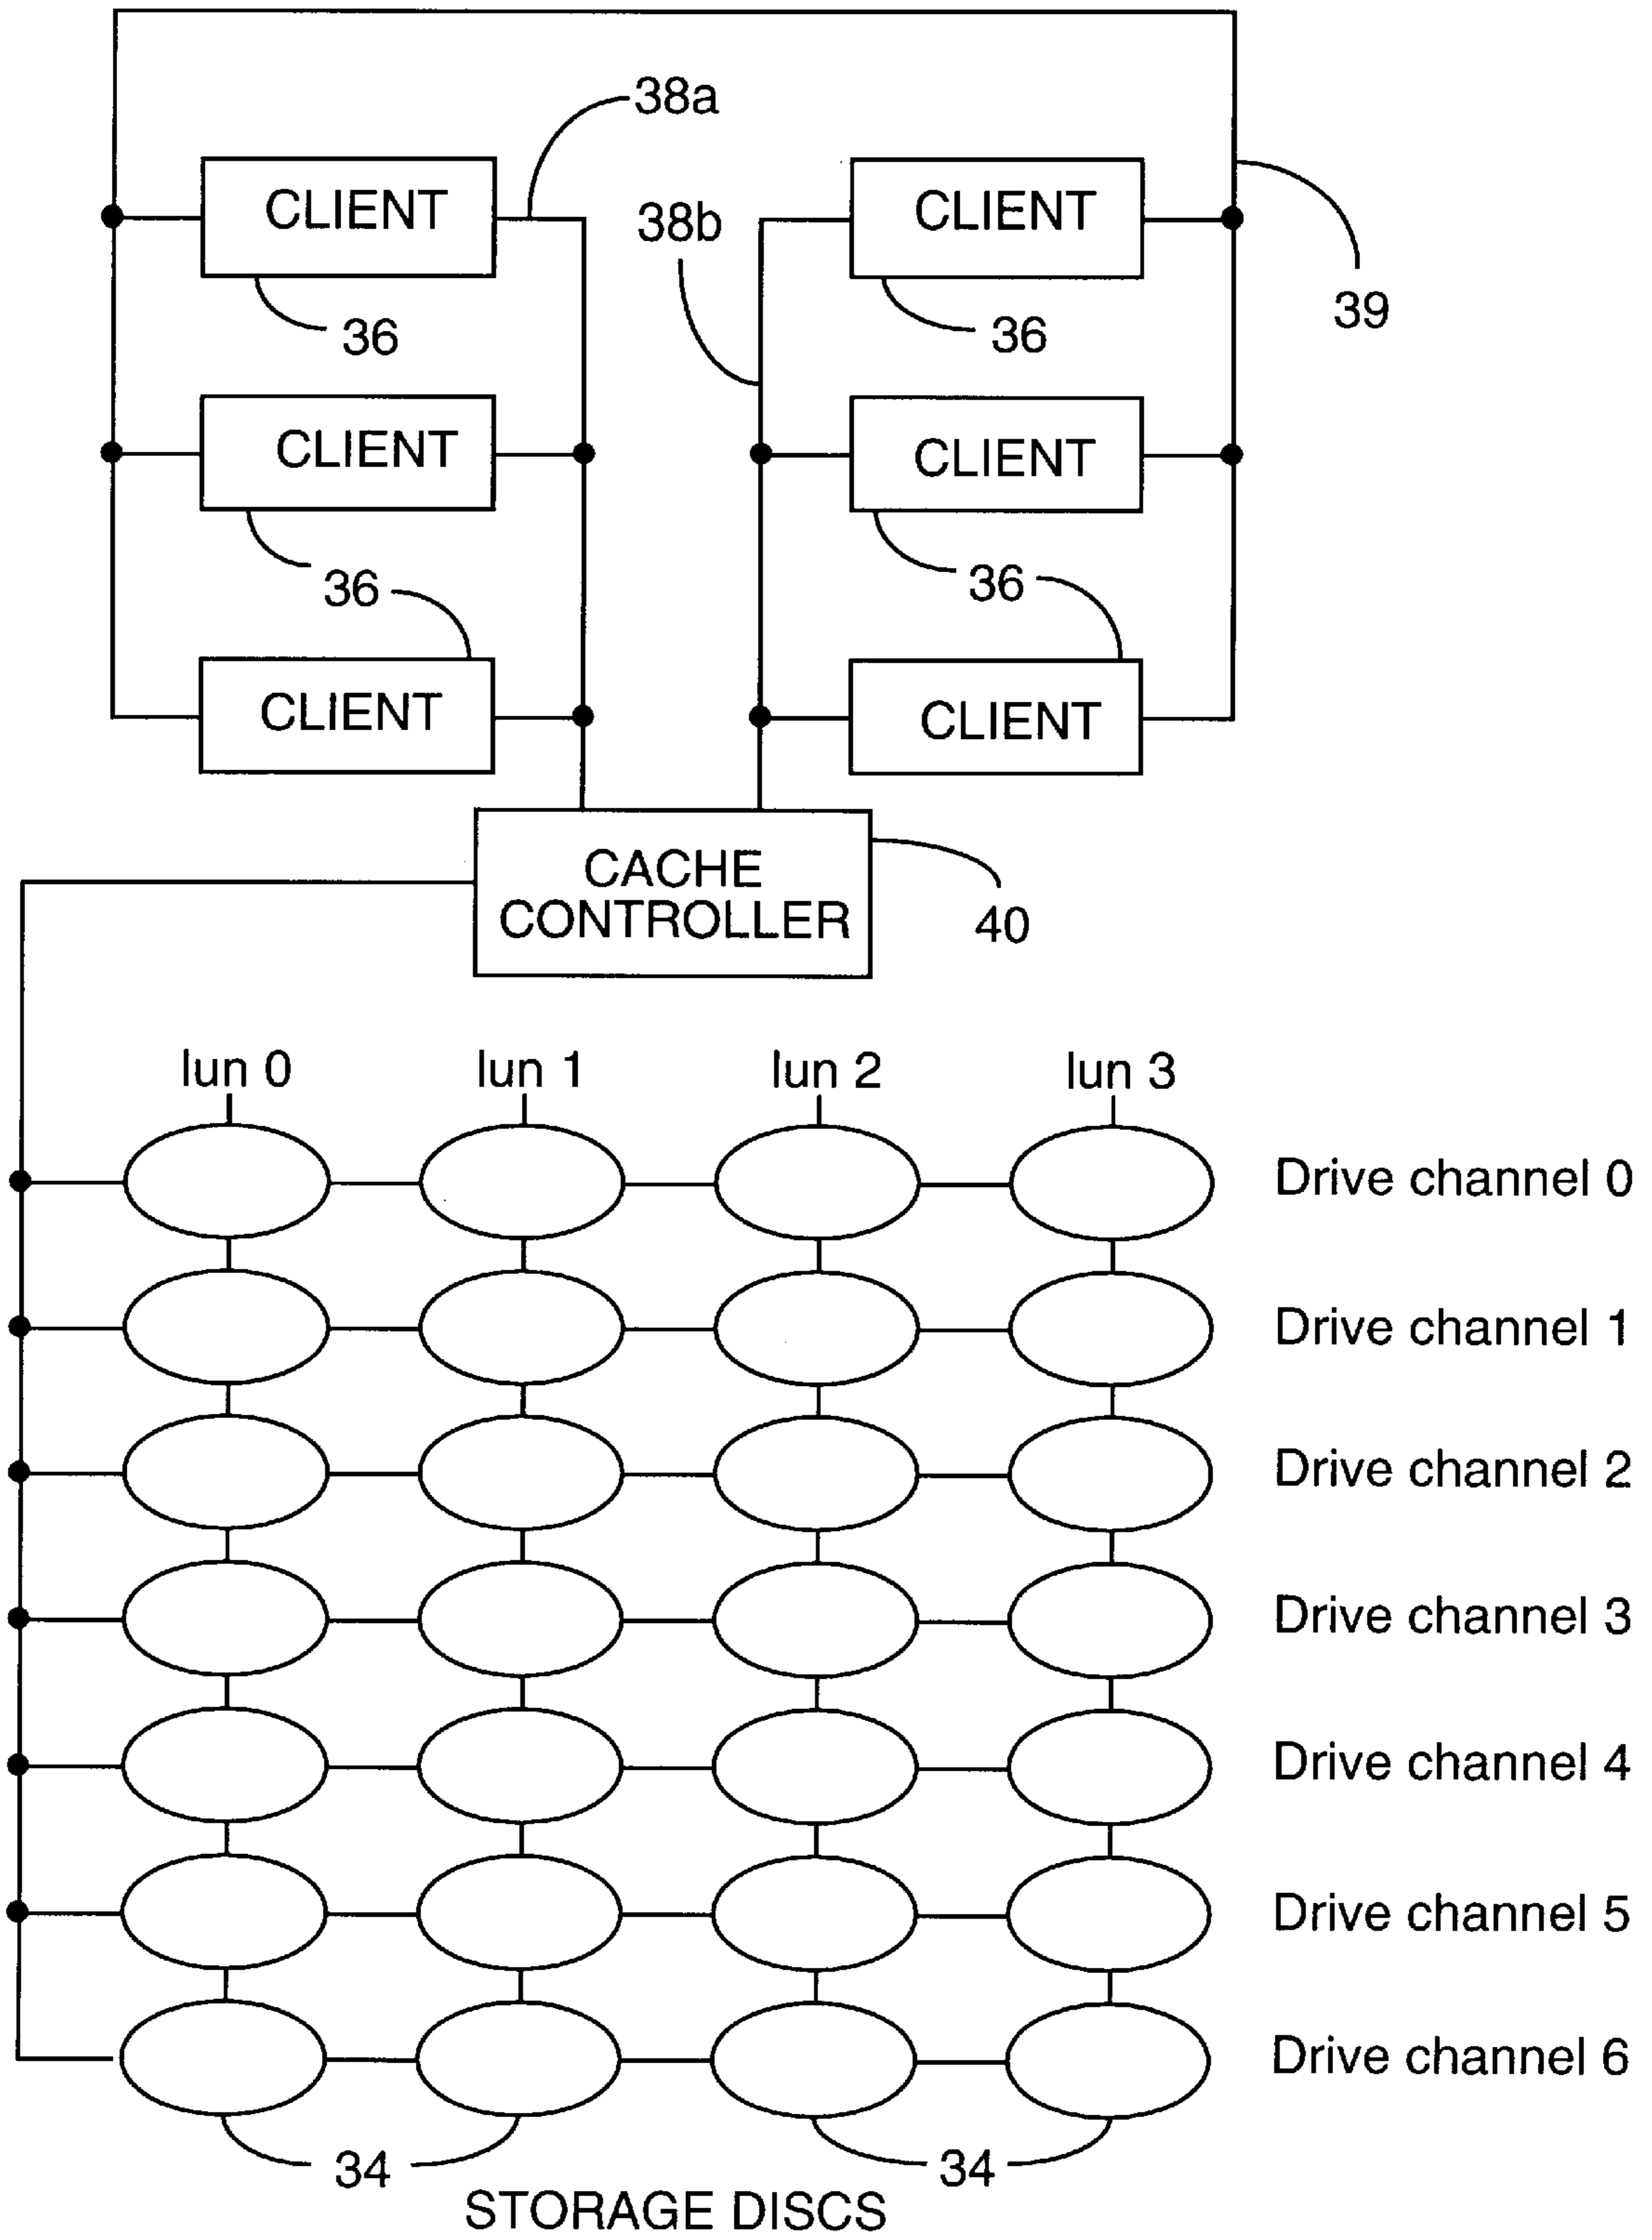 38a
CLIENT
CLIENT
38b
39
36
36
CLIENT
CLIENT
36
36
CLIENT
CLIENT
CACHE
CONTROLLER
40
lun 0
lun 1
lun 2
lun 3
Drive channel 0
Drive channel 1
Drive channel 2
Drive channel 3
Drive channel 4
Drive channel 5
Drive channel 6
34
34
STORAGE DISCS